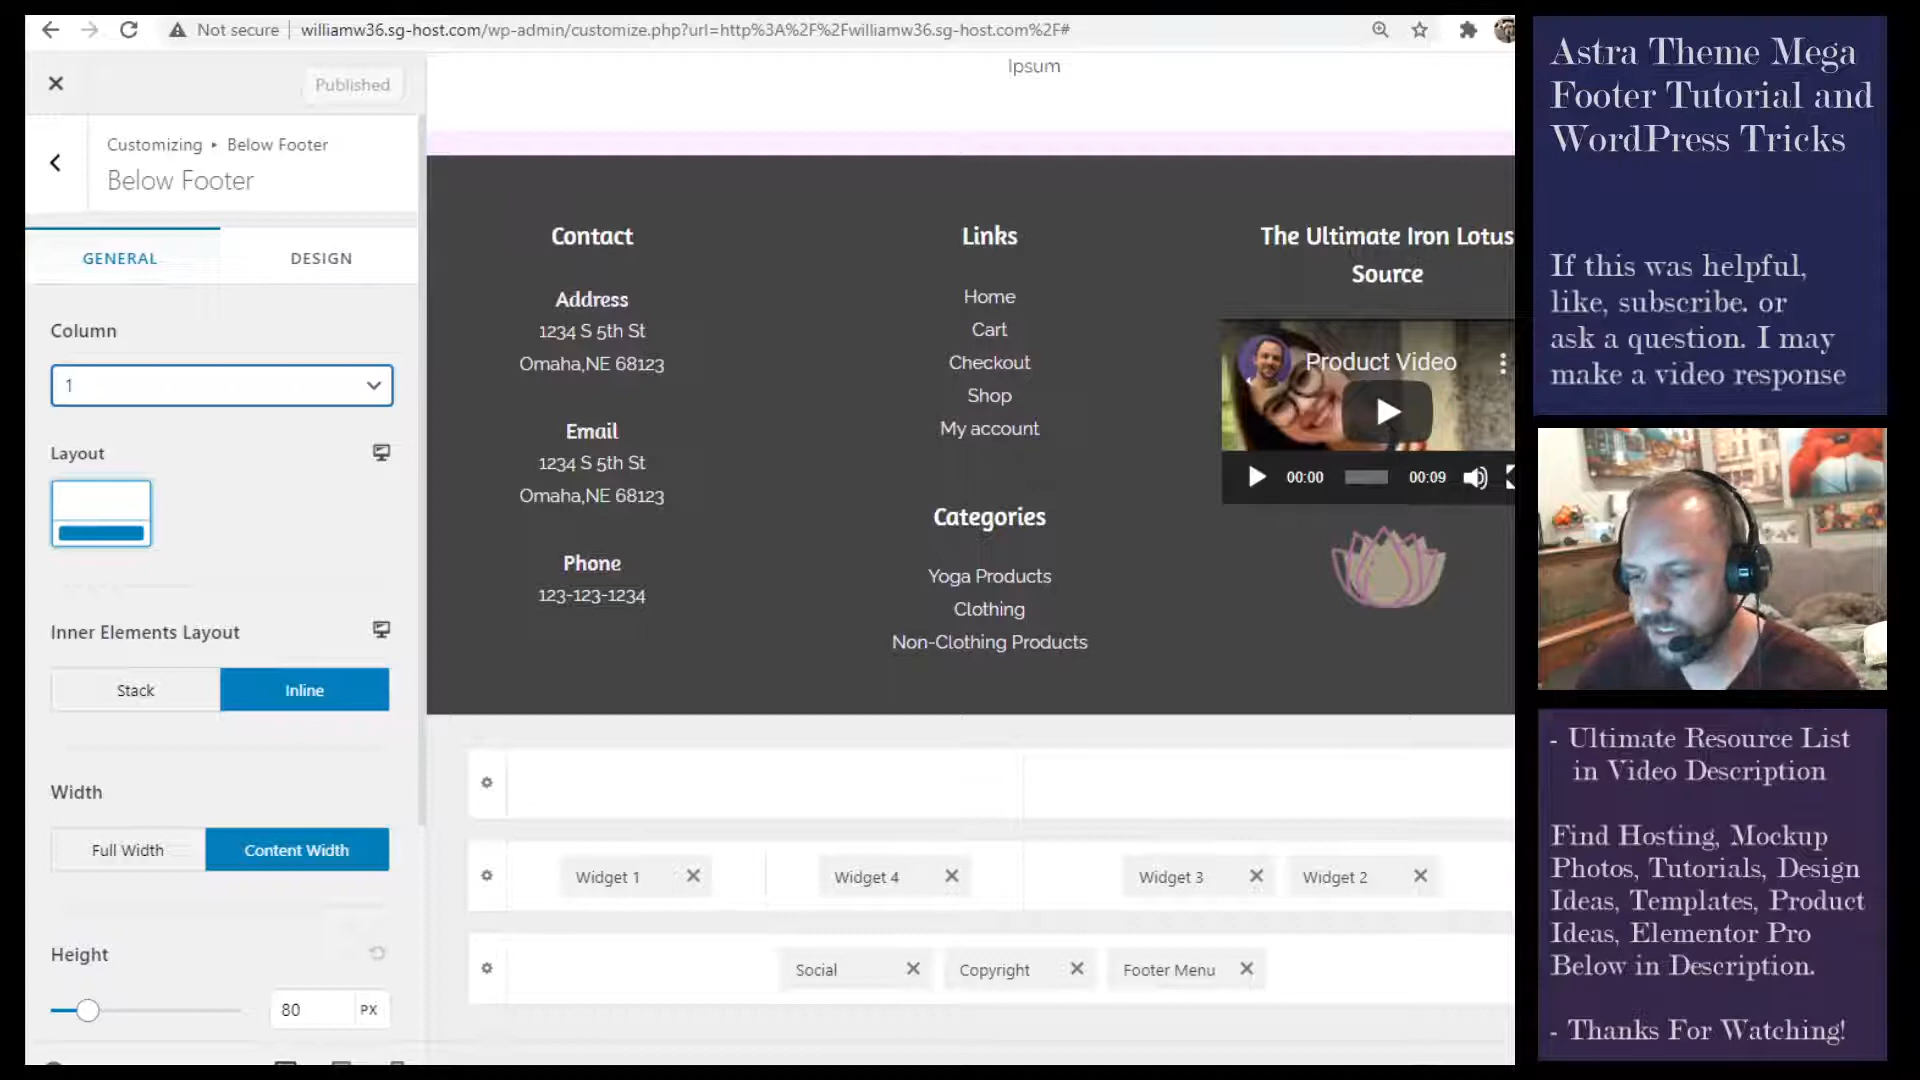 Not secure
williamw36.sg-host.com/wp-admin/customize.php?url=http%3A%2F%2Fwilliamw36.sg-host.com%2F#
Published
Customizing ▸ Below Footer
Below Footer
GENERAL
DESIGN
Column
1
Layout
Inner Elements Layout
Stack
Inline
Width
Full Width
Content Width
Height
80
PX
Ipsum
Contact
Address
1234 S 5th St
Omaha,NE 68123
Email
1234 S 5th St
Omaha,NE 68123
Phone
123-123-1234
Links
Home
Cart
Checkout
Shop
My account
Categories
Yoga Products
Clothing
Non-Clothing Products
The Ultimate Iron Lotus
Source
Product Video
00:00
00:09
Widget 1
Widget 4
Widget 3
Widget 2
Social
Copyright
Footer Menu
Astra Theme Mega
Footer Tutorial and
WordPress Tricks
If this was helpful,
like, subscribe. or
ask a question. I may
make a video response
- Ultimate Resource List
in Video Description
Find Hosting, Mockup
Photos, Tutorials, Design
Ideas, Templates, Product
Ideas, Elementor Pro
Below in Description.
- Thanks For Watching!